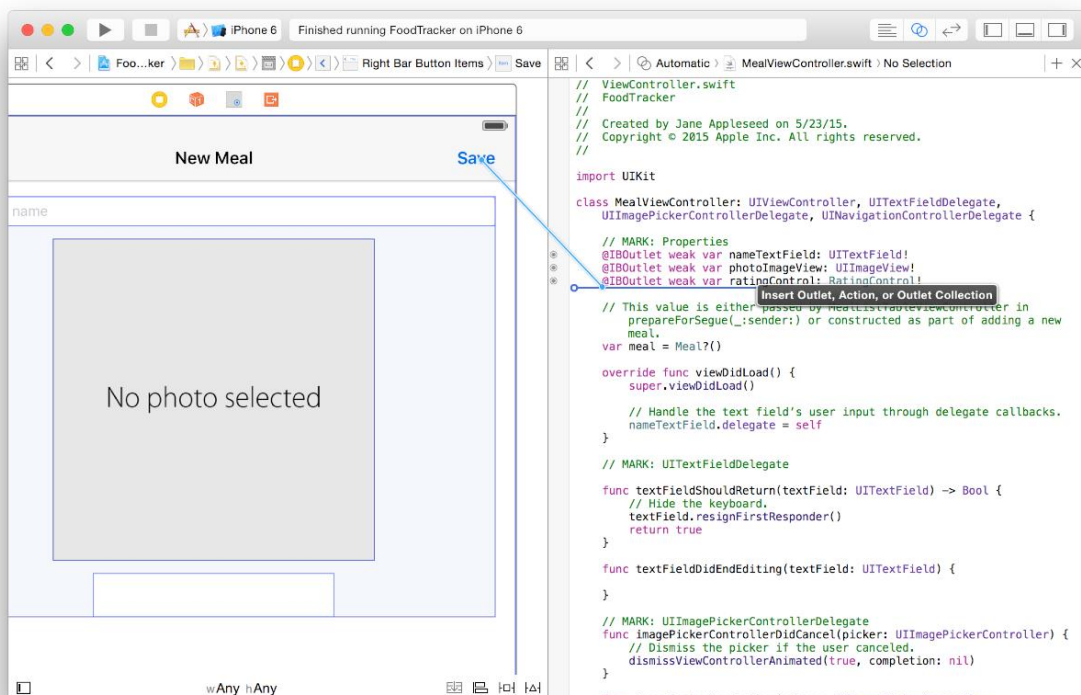 iPhone 6
Finished running FoodTracker on iPhone 6
Foo...ker
Right Bar Button Items
Save
Automatic
MealViewController.swift
No Selection
New Meal
Save
name
No photo selected
wAny hAny
// ViewController.swift
// FoodTracker
//
// Created by Jane Appleseed on 5/23/15.
// Copyright © 2015 Apple Inc. All rights reserved.
//
import UIKit
class MealViewController: UIViewController, UITextFieldDelegate,
UIImagePickerControllerDelegate, UINavigationControllerDelegate {
// MARK: Properties
@IBOutlet weak var nameTextField: UITextField!
@IBOutlet weak var photoImageView: UIImageView!
@IBOutlet weak var ratingControl: RatingControl!
Insert Outlet, Action, or Outlet Collection
// This value is either passed by MealListTableViewController in
prepareForSegue(_:sender:) or constructed as part of adding a new
meal.
var meal = Meal?()
override func viewDidLoad() {
super.viewDidLoad()
// Handle the text field's user input through delegate callbacks.
nameTextField.delegate = self
}
// MARK: UITextFieldDelegate
func textFieldShouldReturn(textField: UITextField) -> Bool {
// Hide the keyboard.
textField.resignFirstResponder()
return true
}
func textFieldDidEndEditing(textField: UITextField) {
}
// MARK: UIImagePickerControllerDelegate
func imagePickerControllerDidCancel(picker: UIImagePickerController) {
// Dismiss the picker if the user canceled.
dismissViewControllerAnimated(true, completion: nil)
}